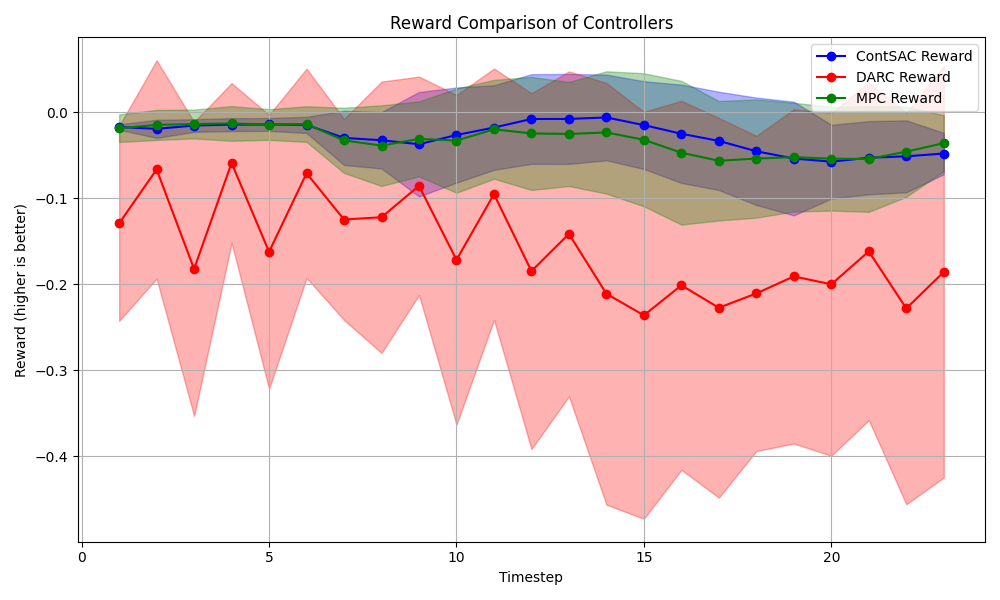 Reward Comparison of Controllers
ContSAC Reward
DARC Reward
MPC Reward
Reward (higher is better)
0.0
−0.1
−0.2
−0.3
−0.4
0
5
10
15
20
Timestep